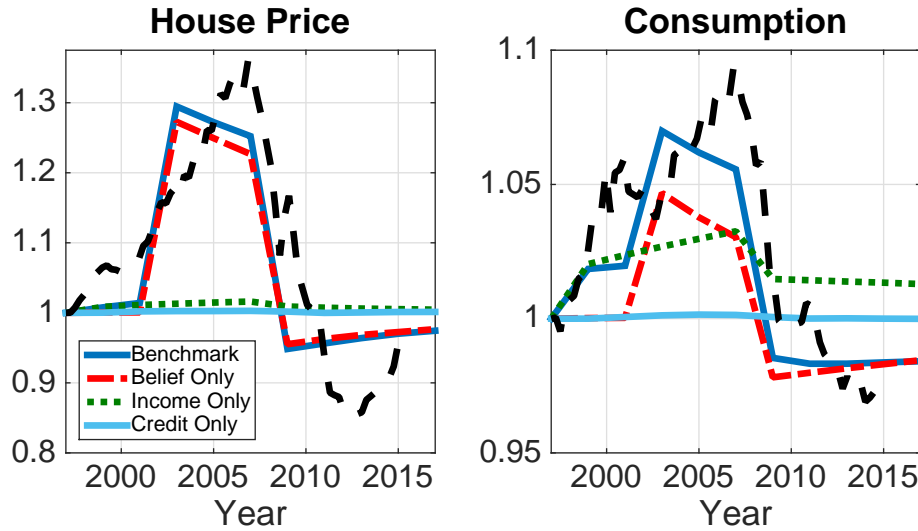 House Price
1.3
1.2
1.1
1
0.9
0.8
Benchmark
Belief Only
Income Only
Credit Only
2000 2005 2010 2015
Year
Consumption
1.1
1.05
1
0.95
2000 2005 2010 2015
Year